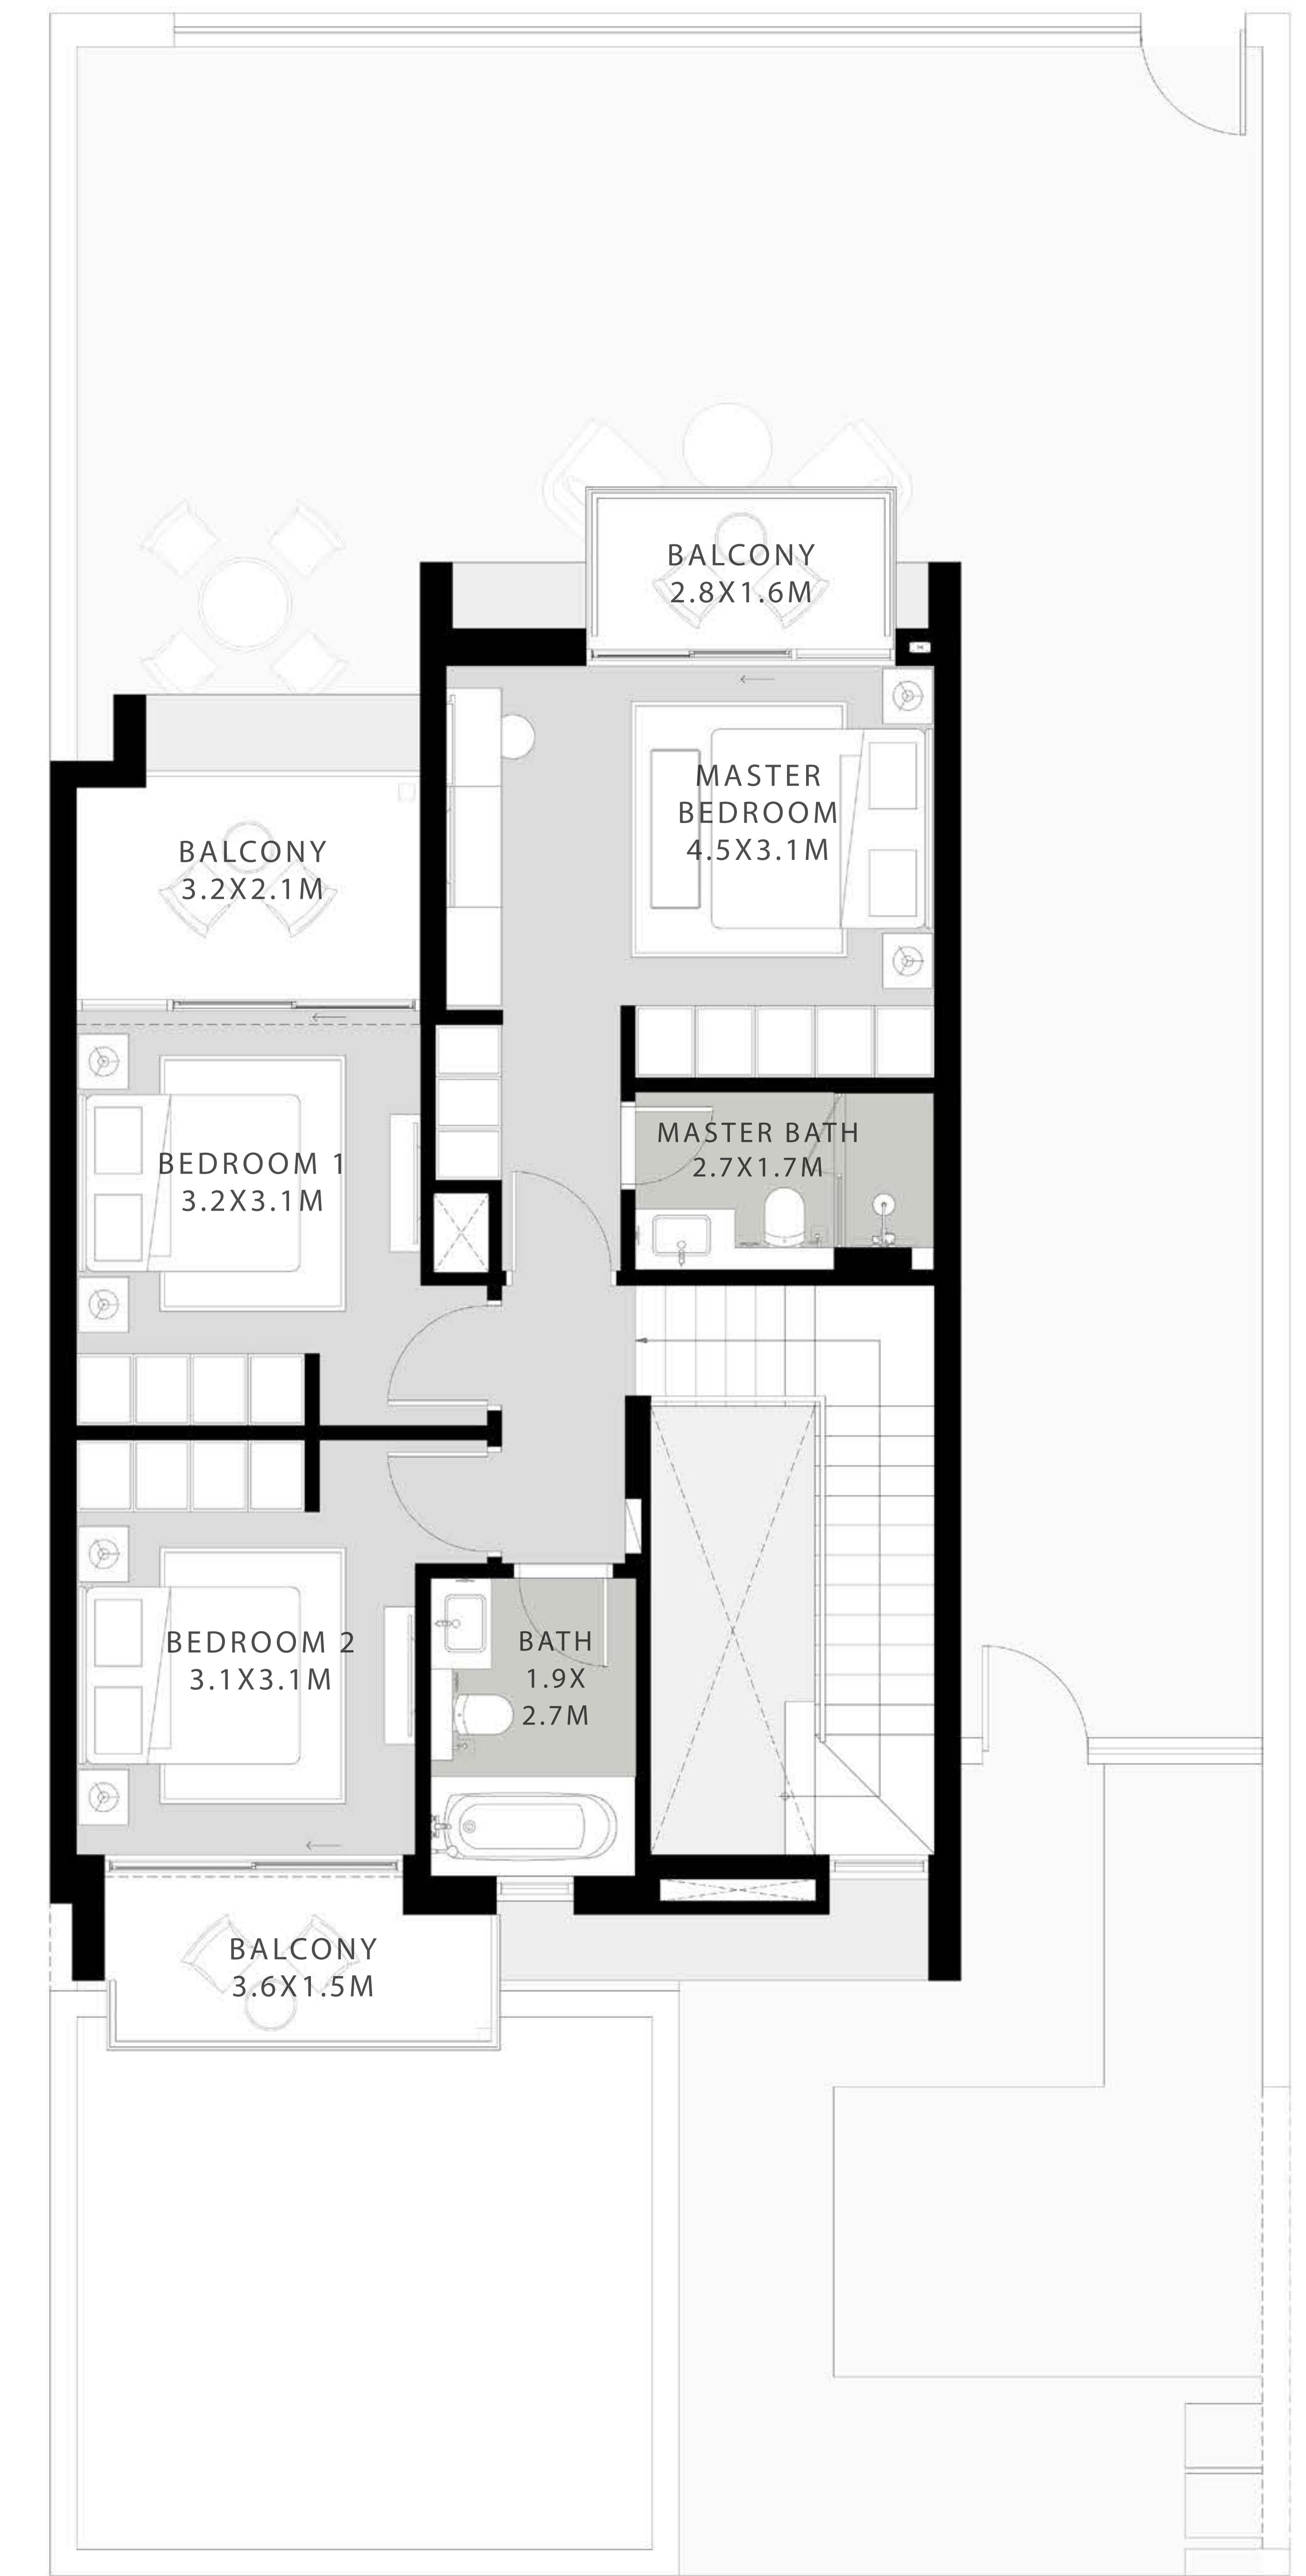 BALCONY
2.8X1.6M
MASTER
BEDROOM
4.5X3.1M
BALCONY
3.2X2.1M
MASTER BATH
2.7X1.7M
BEDROOM 1
3.2X3.1M
BEDROOM 2
3.1X3.1M
BATH
1.9X
2.7M
BALCONY
3.6X1.5M